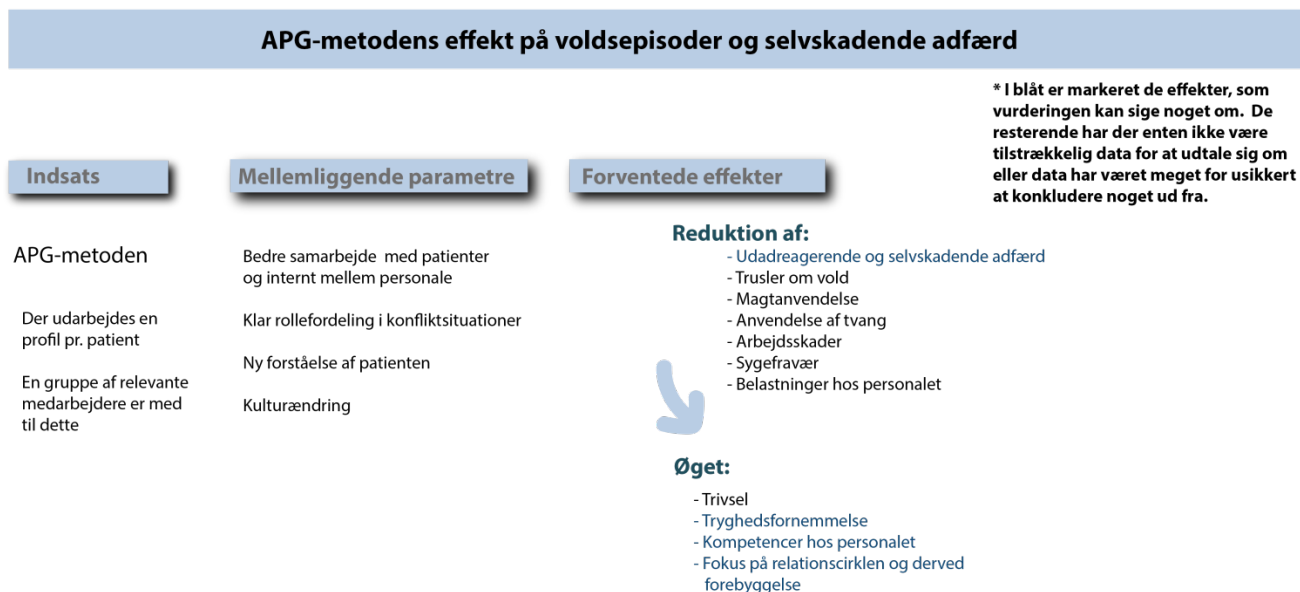 APG-metodens effekt på voldsepisoder og selvskadende adfærd
* I blåt er markeret de effekter, som
vurderingen kan sige noget om. De
resterende har der enten ikke være
tilstrækkelig data for at udtale sig om
eller data har været meget for usikkert
at konkludere noget ud fra.
Indsats
Mellemliggende parametre
Forventede effekter
APG-metoden
Der udarbejdes en
profil pr. patient
En gruppe af relevante
medarbejdere er med
til dette
Bedre samarbejde med patienter
og internt mellem personale
Klar rollefordeling i konfliktsituationer
Ny forståelse af patienten
Kulturændring
Reduktion af:
- Udadreagerende og selvskadende adfærd
- Trusler om vold
- Magtanvendelse
- Anvendelse af tvang
- Arbejdsskader
- Sygefravær
- Belastninger hos personalet
Øget:
- Trivsel
- Tryghedsfornemmelse
- Kompetencer hos personalet
- Fokus på relationscirklen og derved
forebyggelse